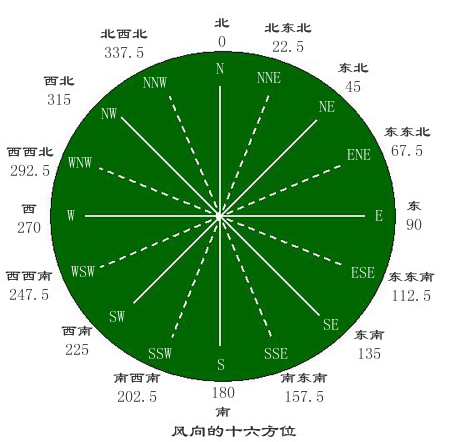 北
0
北西北
337.5
北东北
22.5
西北
315
东北
45
N
NNW
NNE
NW
NE
西西北
292.5
东东北
67.5
WNW
ENE
西
270
W
E
东
90
WSW
ESE
西西南
247.5
东东南
112.5
SW
SE
西南
225
东南
135
SSW
SSE
S
南西南
202.5
180
南
南东南
157.5
风向的十六方位